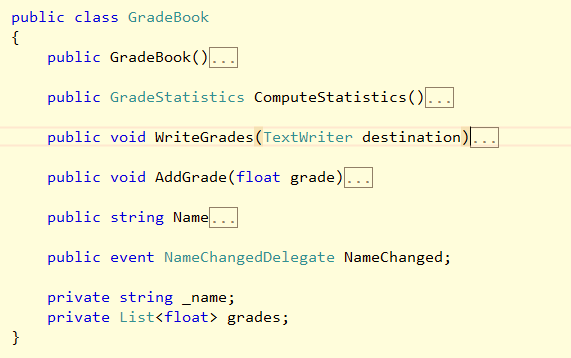 public class GradeBook
{
public GradeBook()...
public GradeStatistics ComputeStatistics()...
public void WriteGrades(TextWriter destination)...
public void AddGrade(float grade)...
public string Name...
public event NameChangedDelegate NameChanged;
private string _name;
private List<float> grades;
}